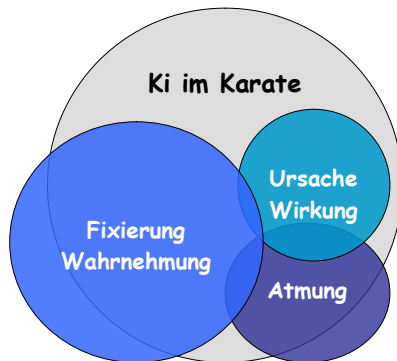 Ki im Karate
Ursache
Wirkung
Fixierung
Wahrnehmung
Atmung